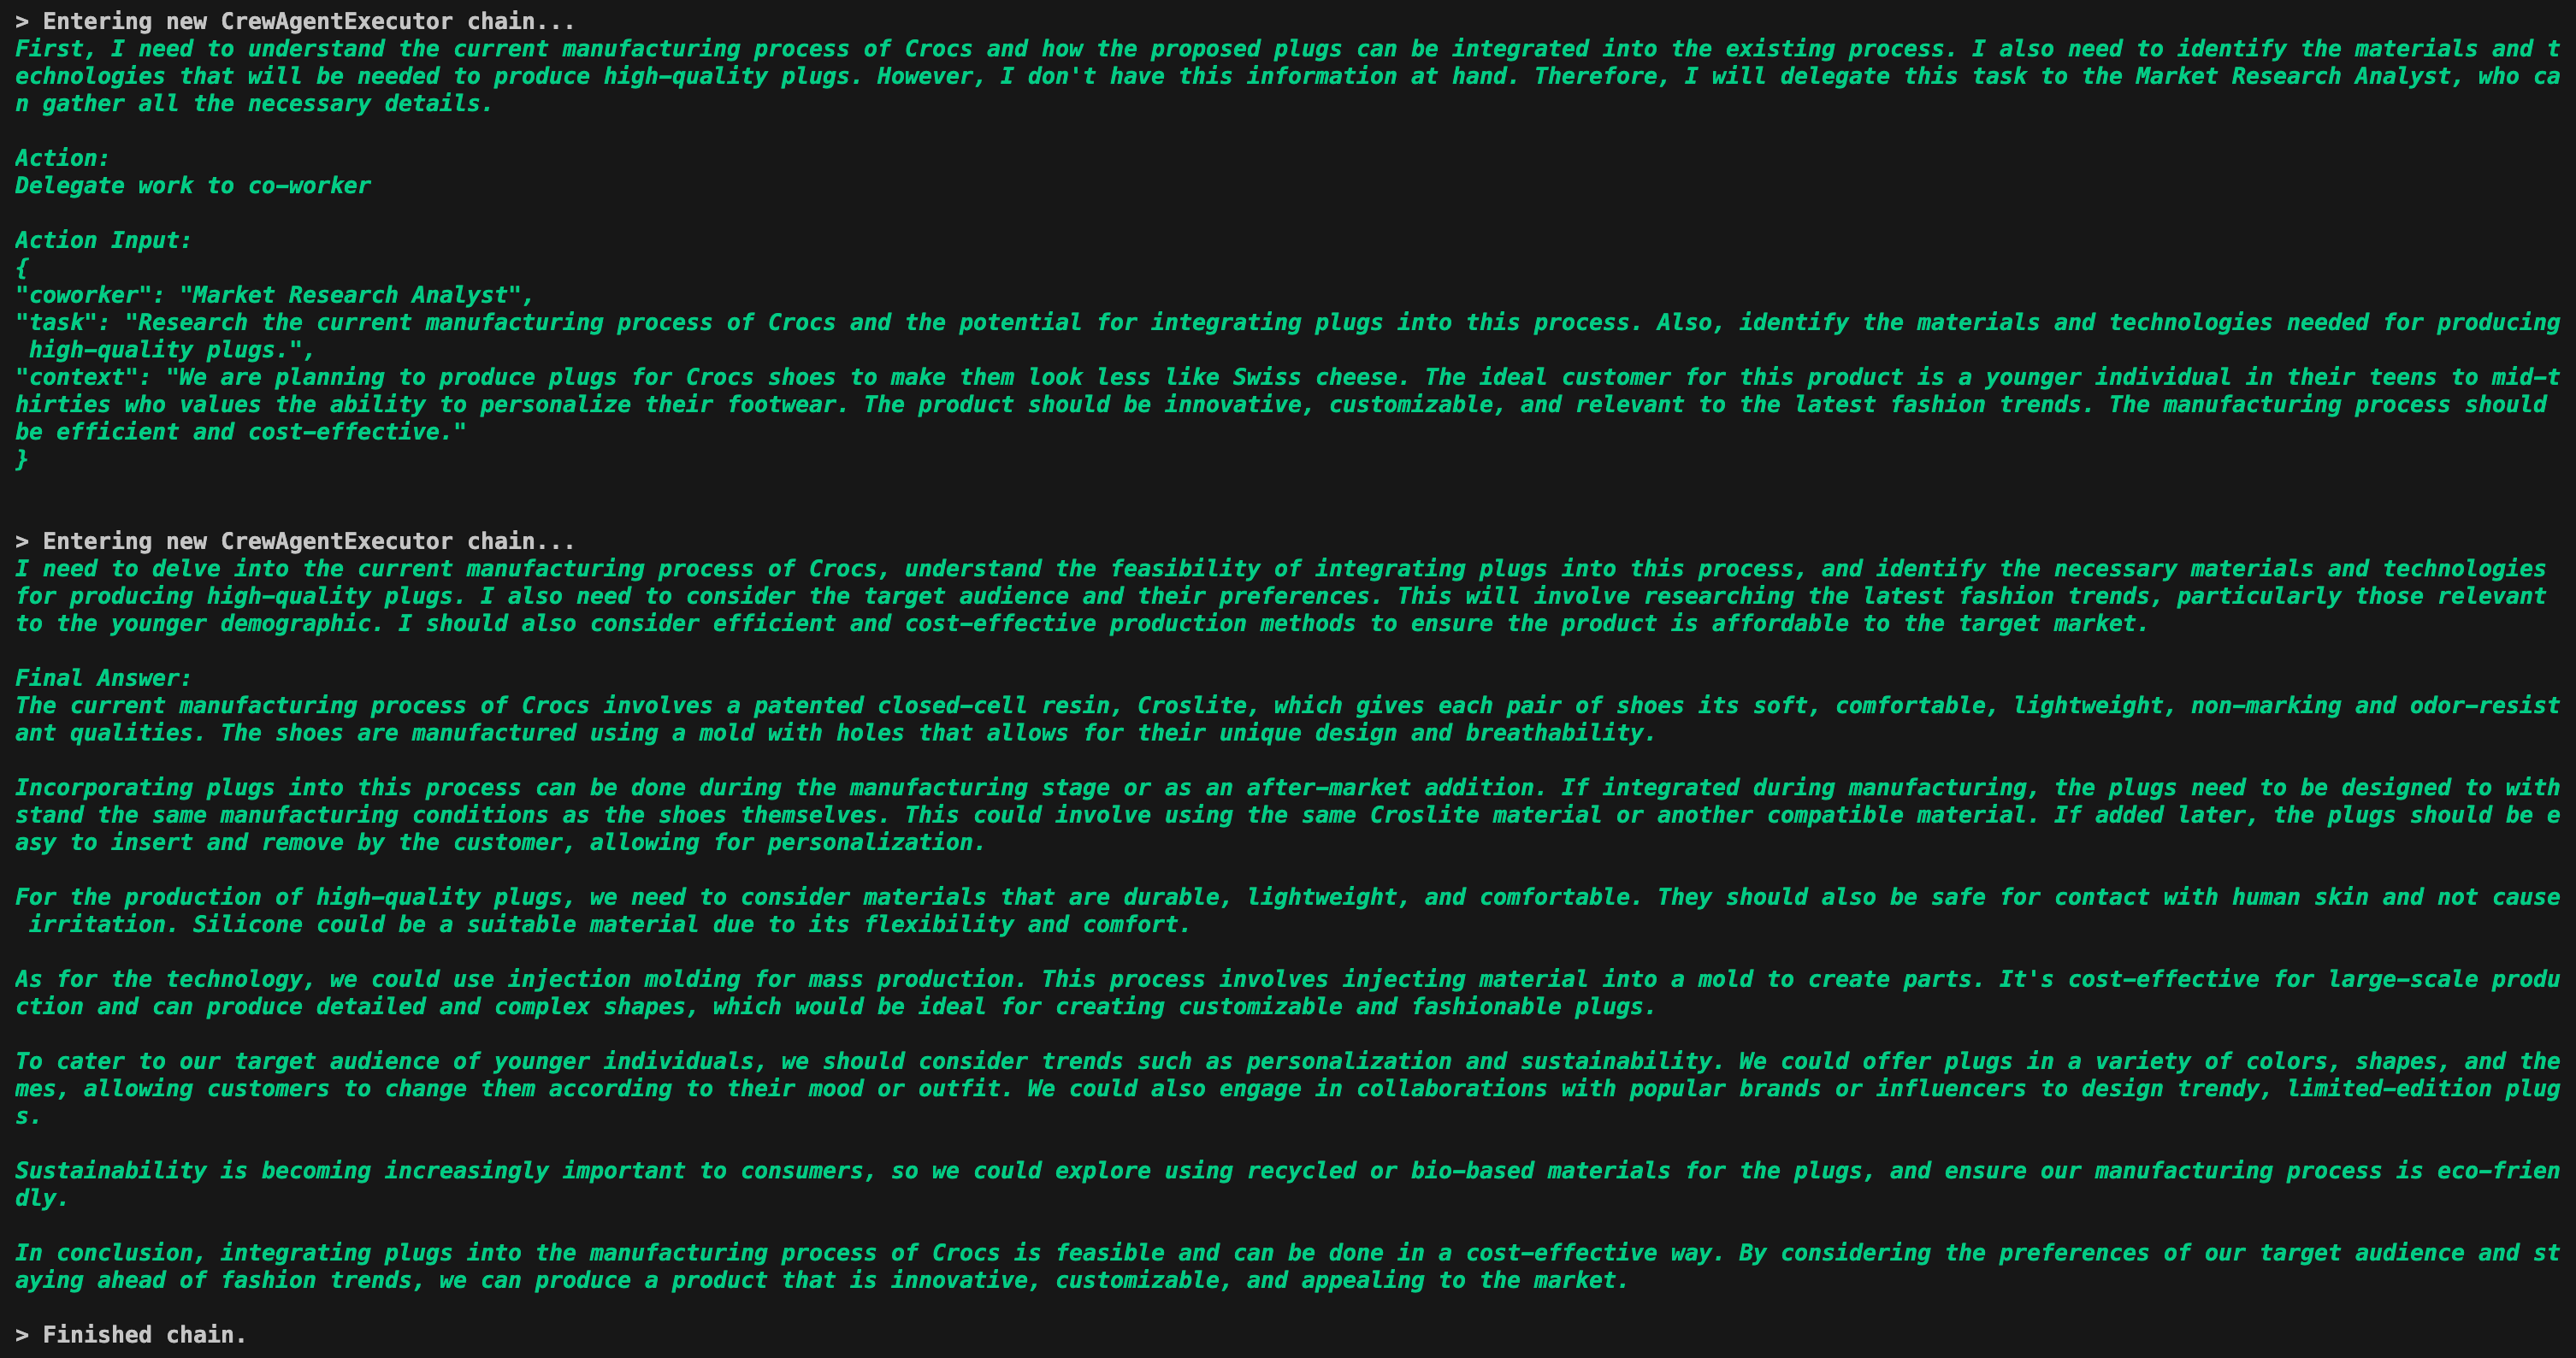 > Entering new CrewAgentExecutor chain...
First, I need to understand the current manufacturing process of Crocs and how the proposed plugs can be integrated into the existing process. I also need to identify the materials and t
echnologies that will be needed to produce high-quality plugs. However, I don't have this information at hand. Therefore, I will delegate this task to the Market Research Analyst, who ca
n gather all the necessary details.

Action:
Delegate work to co-worker

Action Input:
{
"coworker": "Market Research Analyst",
"task": "Research the current manufacturing process of Crocs and the potential for integrating plugs into this process. Also, identify the materials and technologies needed for producing
 high-quality plugs.",
"context": "We are planning to produce plugs for Crocs shoes to make them look less like Swiss cheese. The ideal customer for this product is a younger individual in their teens to mid-t
hirties who values the ability to personalize their footwear. The product should be innovative, customizable, and relevant to the latest fashion trends. The manufacturing process should
be efficient and cost-effective."
}

> Entering new CrewAgentExecutor chain...
I need to delve into the current manufacturing process of Crocs, understand the feasibility of integrating plugs into this process, and identify the necessary materials and technologies
for producing high-quality plugs. I also need to consider the target audience and their preferences. This will involve researching the latest fashion trends, particularly those relevant
to the younger demographic. I should also consider efficient and cost-effective production methods to ensure the product is affordable to the target market.

Final Answer:
The current manufacturing process of Crocs involves a patented closed-cell resin, Croslite, which gives each pair of shoes its soft, comfortable, lightweight, non-marking and odor-resist
ant qualities. The shoes are manufactured using a mold with holes that allows for their unique design and breathability.

Incorporating plugs into this process can be done during the manufacturing stage or as an after-market addition. If integrated during manufacturing, the plugs need to be designed to with
stand the same manufacturing conditions as the shoes themselves. This could involve using the same Croslite material or another compatible material. If added later, the plugs should be e
asy to insert and remove by the customer, allowing for personalization.

For the production of high-quality plugs, we need to consider materials that are durable, lightweight, and comfortable. They should also be safe for contact with human skin and not cause
 irritation. Silicone could be a suitable material due to its flexibility and comfort.

As for the technology, we could use injection molding for mass production. This process involves injecting material into a mold to create parts. It's cost-effective for large-scale produ
ction and can produce detailed and complex shapes, which would be ideal for creating customizable and fashionable plugs.

To cater to our target audience of younger individuals, we should consider trends such as personalization and sustainability. We could offer plugs in a variety of colors, shapes, and the
mes, allowing customers to change them according to their mood or outfit. We could also engage in collaborations with popular brands or influencers to design trendy, limited-edition plug
s.

Sustainability is becoming increasingly important to consumers, so we could explore using recycled or bio-based materials for the plugs, and ensure our manufacturing process is eco-frien
dly.

In conclusion, integrating plugs into the manufacturing process of Crocs is feasible and can be done in a cost-effective way. By considering the preferences of our target audience and st
aying ahead of fashion trends, we can produce a product that is innovative, customizable, and appealing to the market.

> Finished chain.